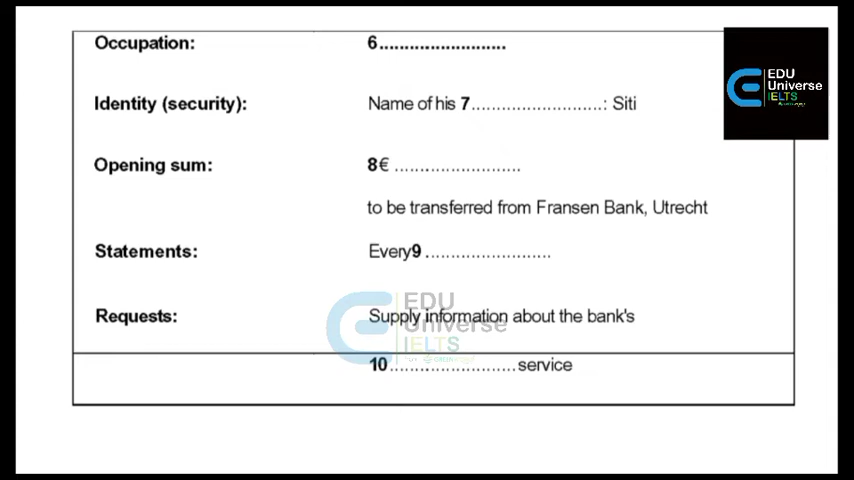 Occupation: 6..........................
EDU
Universe
IELTS
Identity (security): Name of his 7..........................: Siti
Opening sum: 8€ .........................
to be transferred from Fransen Bank, Utrecht
Statements: Every9 .........................
Requests: Supply information about the bank's
EDU
Universe
IELTS
10.........................service